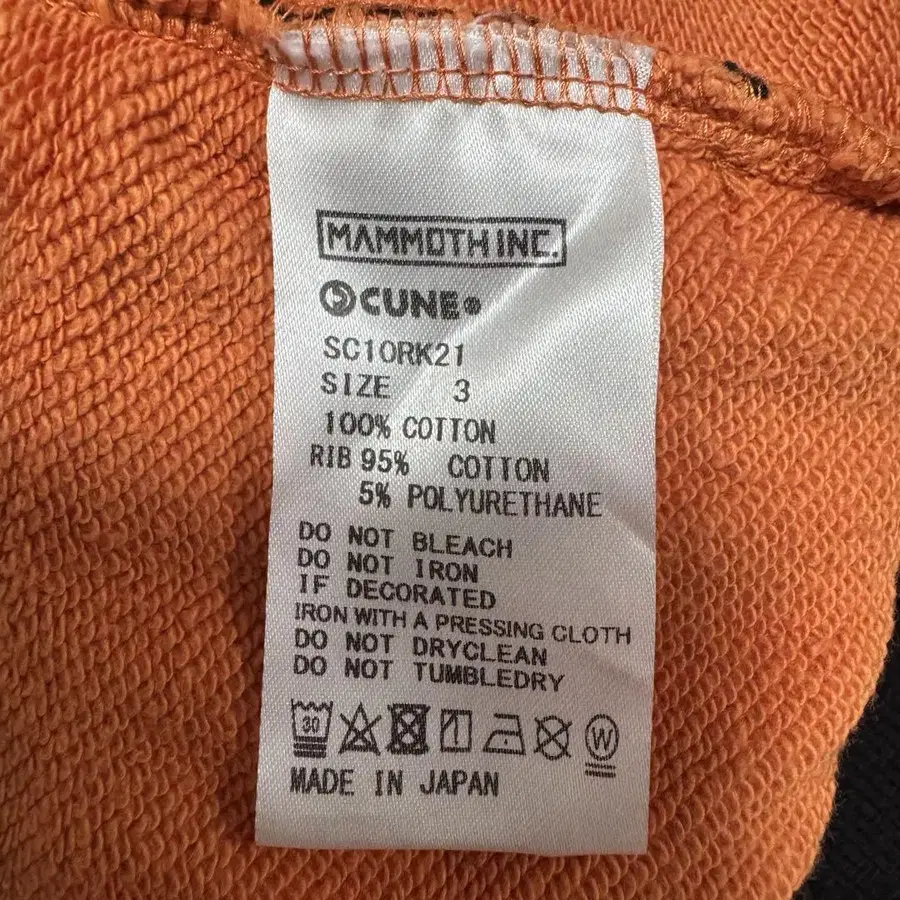 MAMMOTH INC.
CUNE®
SC10RK21
SIZE 3
100% COTTON
RIB 95% COTTON
5% POLYURETHANE
DO NOT BLEACH
DO NOT IRON
IF DECORATED
IRON WITH A PRESSING CLOTH
DO NOT DRYCLEAN
DO NOT TUMBLEDRY
30 W
MADE IN JAPAN